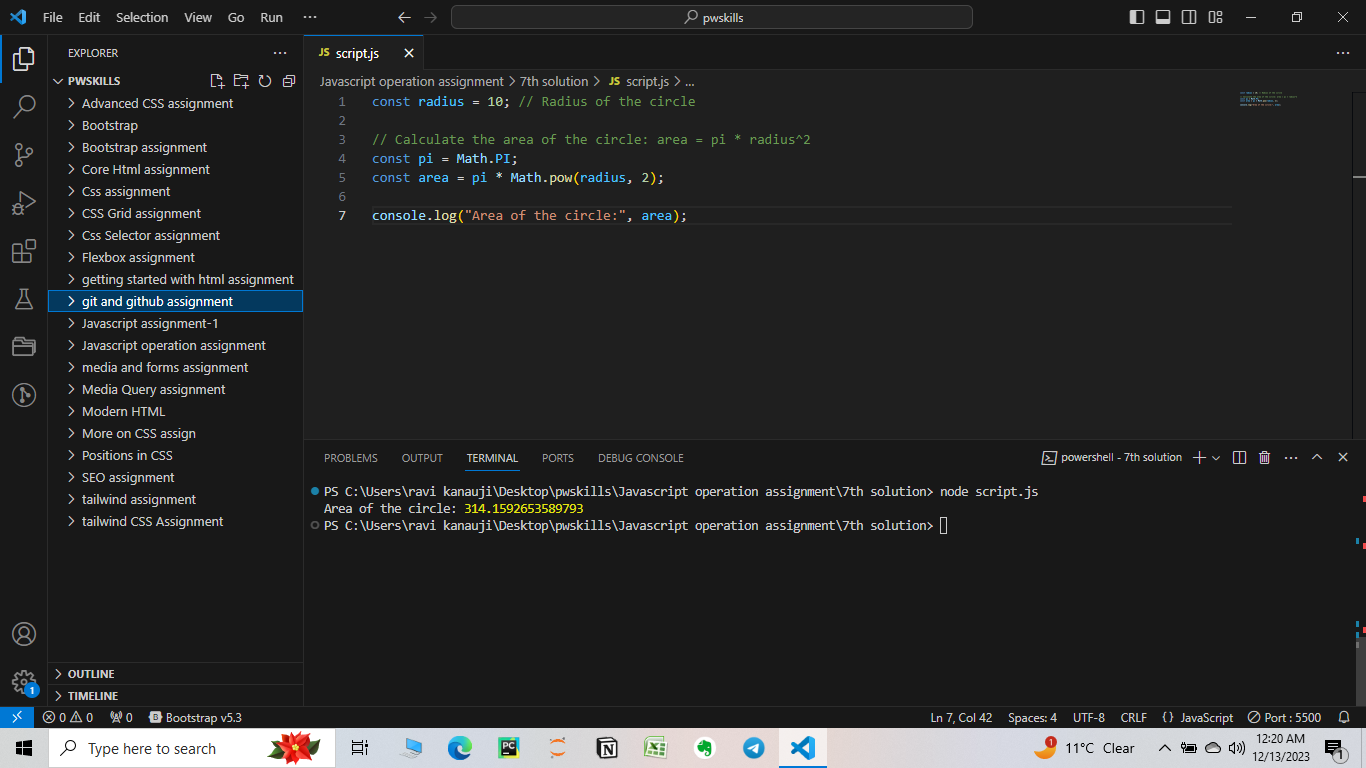 File Edit Selection View Go Run ···
pwskills
EXPLORER ···
JS script.js
PWSKILLS
Advanced CSS assignment
Bootstrap
Bootstrap assignment
Core Html assignment
Css assignment
CSS Grid assignment
Css Selector assignment
Flexbox assignment
getting started with html assignment
git and github assignment
Javascript assignment-1
Javascript operation assignment
media and forms assignment
Media Query assignment
Modern HTML
More on CSS assign
Positions in CSS
SEO assignment
tailwind assignment
tailwind CSS Assignment
OUTLINE
TIMELINE
1
Javascript operation assignment > 7th solution > JS script.js > ...
1 const radius = 10; // Radius of the circle
2
3 // Calculate the area of the circle: area = pi * radius^2
4 const pi = Math.PI;
5 const area = pi * Math.pow(radius, 2);
6
7 console.log("Area of the circle:", area);
PROBLEMS OUTPUT TERMINAL PORTS DEBUG CONSOLE
powershell - 7th solution
PS C:\Users\ravi kanauji\Desktop\pwskills\Javascript operation assignment\7th solution> node script.js
Area of the circle: 314.1592653589793
PS C:\Users\ravi kanauji\Desktop\pwskills\Javascript operation assignment\7th solution>
0 0 0 Bootstrap v5.3
Ln 7, Col 42 Spaces: 4 UTF-8 CRLF {} JavaScript Port : 5500
Type here to search
PC
1
11°C Clear
12:20 AM
12/13/2023
1